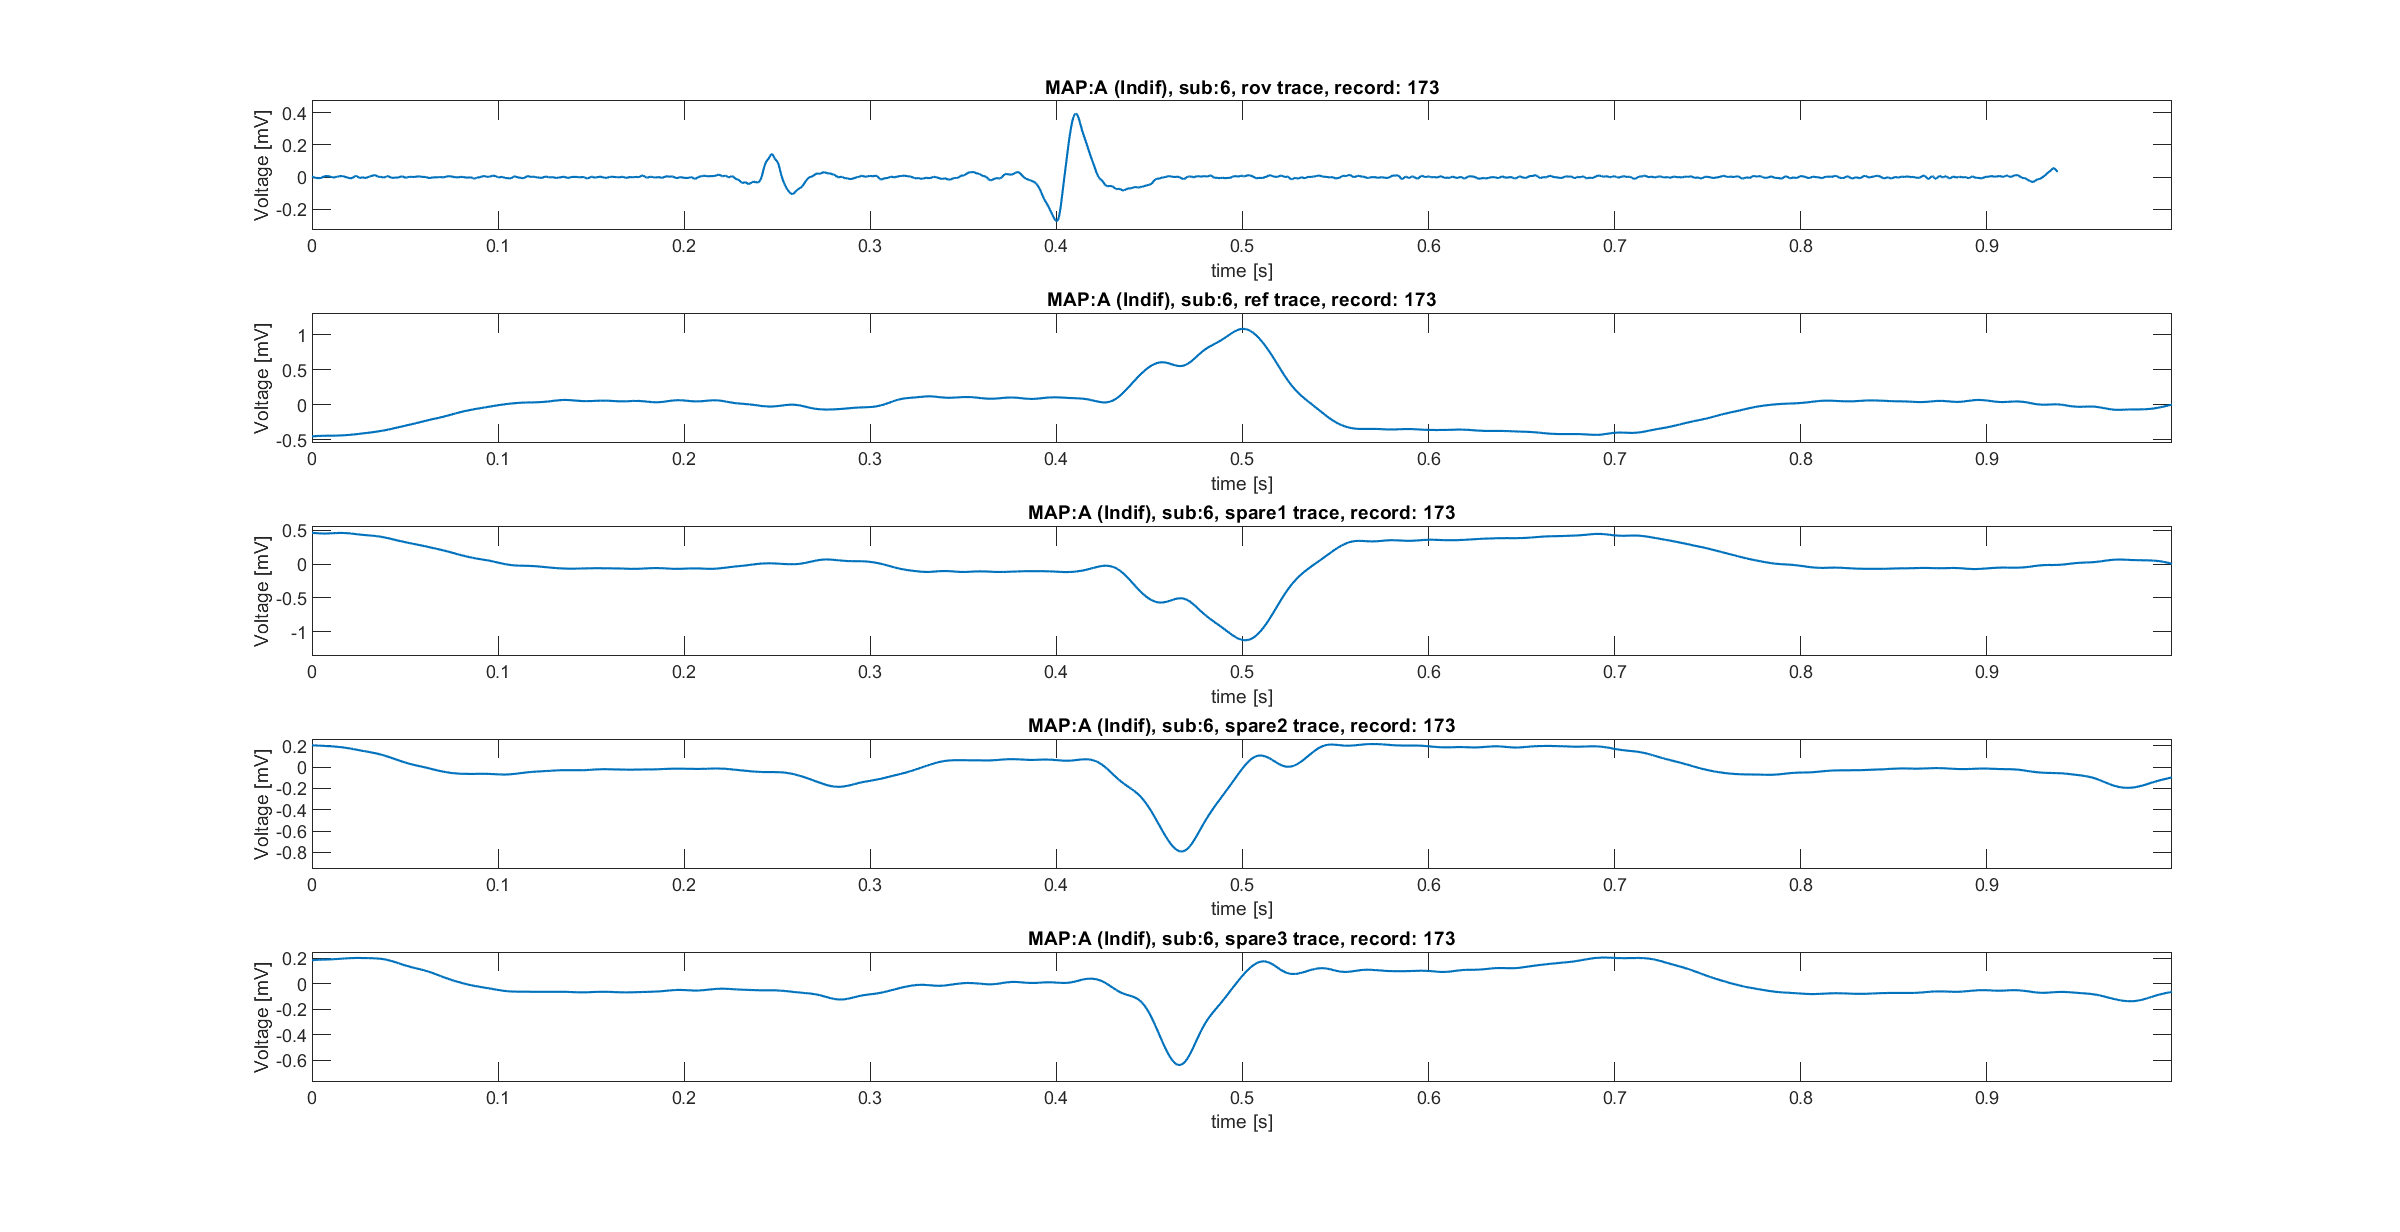 MAP:A (Indif), sub:6, rov trace, record: 173
Voltage [mV]
0.4
0.2
0
-0.2
0 0.1 0.2 0.3 0.4 0.5 0.6 0.7 0.8 0.9
time [s]
MAP:A (Indif), sub:6, ref trace, record: 173
Voltage [mV]
1
0.5
0
-0.5
0 0.1 0.2 0.3 0.4 0.5 0.6 0.7 0.8 0.9
time [s]
MAP:A (Indif), sub:6, spare1 trace, record: 173
Voltage [mV]
0.5
0
-0.5
-1
0 0.1 0.2 0.3 0.4 0.5 0.6 0.7 0.8 0.9
time [s]
MAP:A (Indif), sub:6, spare2 trace, record: 173
Voltage [mV]
0.2
0
-0.2
-0.4
-0.6
-0.8
0 0.1 0.2 0.3 0.4 0.5 0.6 0.7 0.8 0.9
time [s]
MAP:A (Indif), sub:6, spare3 trace, record: 173
Voltage [mV]
0.2
0
-0.2
-0.4
-0.6
0 0.1 0.2 0.3 0.4 0.5 0.6 0.7 0.8 0.9
time [s]